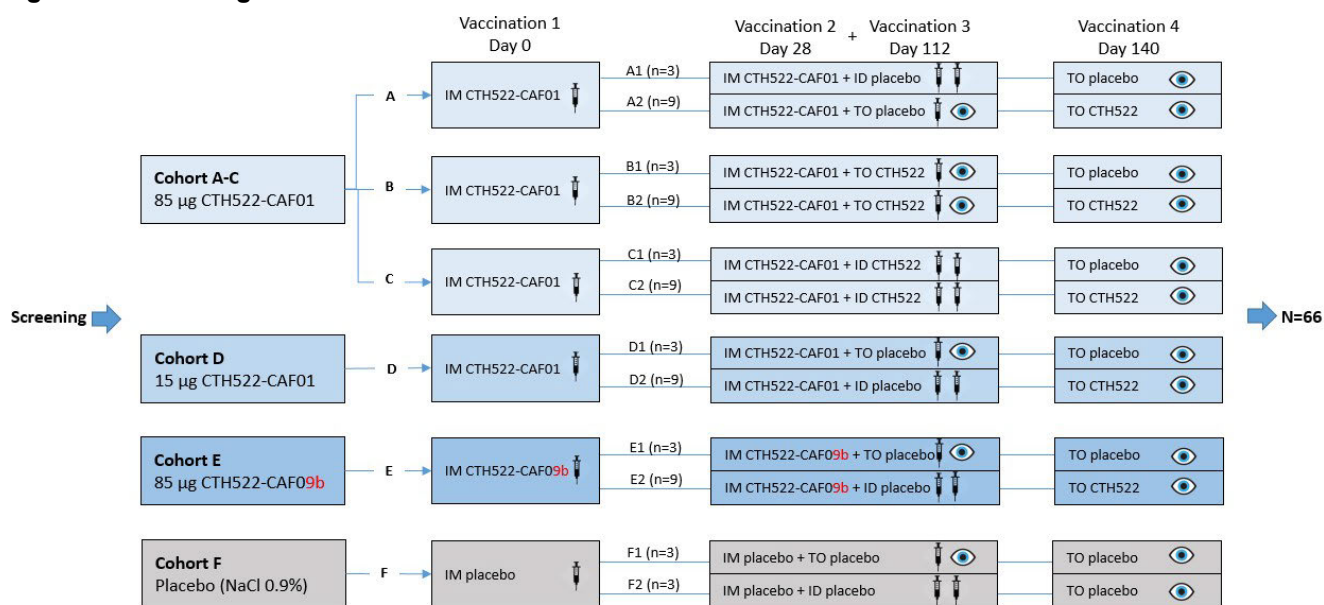 Vaccination 1
Day 0
Vaccination 2 + Vaccination 3
Day 28 Day 112
Vaccination 4
Day 140
A
IM CTH522-CAF01
A1 (n=3)
IM CTH522-CAF01 + ID placebo
TO placebo
A2 (n=9)
IM CTH522-CAF01 + TO placebo
TO CTH522
Cohort A-C
85 µg CTH522-CAF01
B
IM CTH522-CAF01
B1 (n=3)
IM CTH522-CAF01 + TO CTH522
TO placebo
B2 (n=9)
IM CTH522-CAF01 + TO CTH522
TO CTH522
C
IM CTH522-CAF01
C1 (n=3)
IM CTH522-CAF01 + ID CTH522
TO placebo
C2 (n=9)
IM CTH522-CAF01 + ID CTH522
TO CTH522
Screening
N=66
Cohort D
15 µg CTH522-CAF01
D
IM CTH522-CAF01
D1 (n=3)
IM CTH522-CAF01 + TO placebo
TO placebo
D2 (n=9)
IM CTH522-CAF01 + ID placebo
TO CTH522
Cohort E
85 µg CTH522-CAF09b
E
IM CTH522-CAF09b
E1 (n=3)
IM CTH522-CAF09b + TO placebo
TO placebo
E2 (n=9)
IM CTH522-CAF09b + ID placebo
TO CTH522
Cohort F
Placebo (NaCl 0.9%)
F
IM placebo
F1 (n=3)
IM placebo + TO placebo
TO placebo
F2 (n=3)
IM placebo + ID placebo
TO placebo